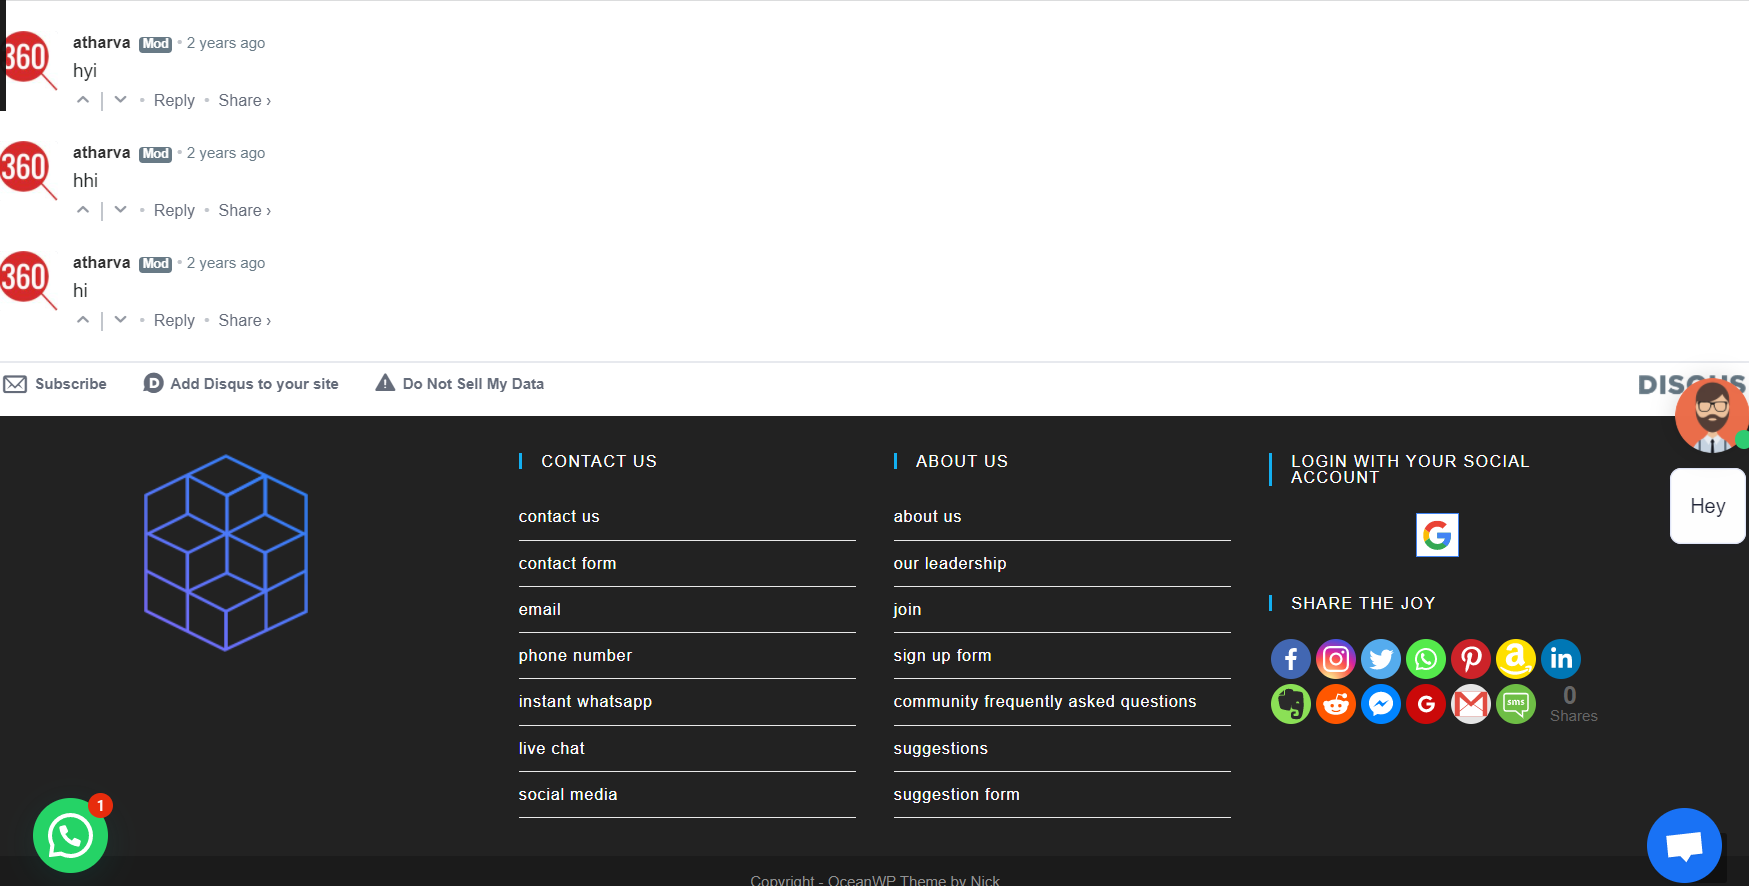 360
atharva Mod • 2 years ago
hyi
• Reply • Share ›
360
atharva Mod • 2 years ago
hhi
• Reply • Share ›
360
atharva Mod • 2 years ago
hi
• Reply • Share ›
Subscribe D Add Disqus to your site Do Not Sell My Data DISQUS
CONTACT US
contact us
contact form
email
phone number
instant whatsapp
live chat
social media
ABOUT US
about us
our leadership
join
sign up form
community frequently asked questions
suggestions
suggestion form
LOGIN WITH YOUR SOCIAL
ACCOUNT
G
SHARE THE JOY
f a in
G M sms
0
Shares
Hey
1
Copyright - OceanWP Theme by Nick